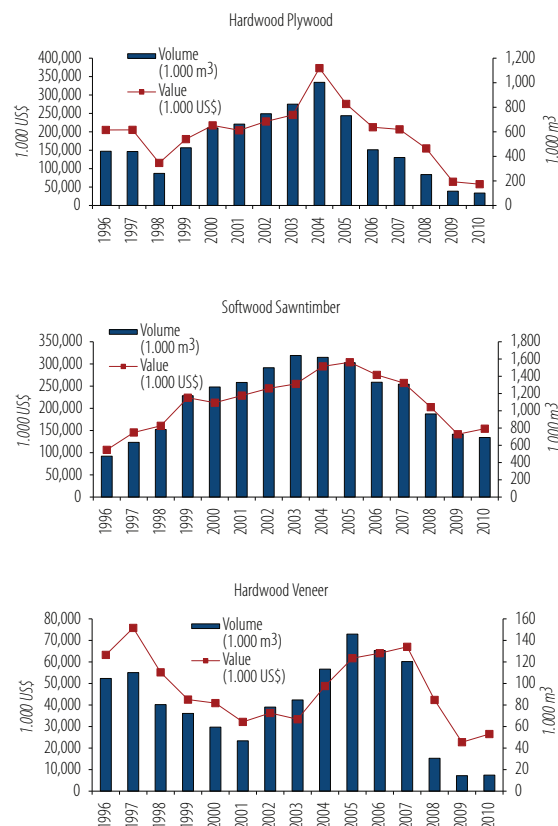 Hardwood Plywood
400,000
350,000
300,000
250,000
200,000
150,000
100,000
50,000
0
1.000 US$
Volume
(1.000 m³)
Value
(1.000 US$)
1,200
1,000
800
600
400
200
0
1.000 m³
1996 1997 1998 1999 2000 2001 2002 2003 2004 2005 2006 2007 2008 2009 2010
Softwood Sawntimber
350,000
300,000
250,000
200,000
150,000
100,000
50,000
0
1.000 US$
Volume
(1.000 m³)
Value
(1.000 US$)
1,800
1,600
1,400
1,200
1,000
800
600
400
200
0
1.000 m³
1996 1997 1998 1999 2000 2001 2002 2003 2004 2005 2006 2007 2008 2009 2010
Hardwood Veneer
80,000
70,000
60,000
50,000
40,000
30,000
20,000
10,000
0
1.000 US$
Volume
(1.000 m³)
Value
(1.000 US$)
160
140
120
100
80
60
40
20
0
1.000 m³
1996 1997 1998 1999 2000 2001 2002 2003 2004 2005 2006 2007 2008 2009 2010